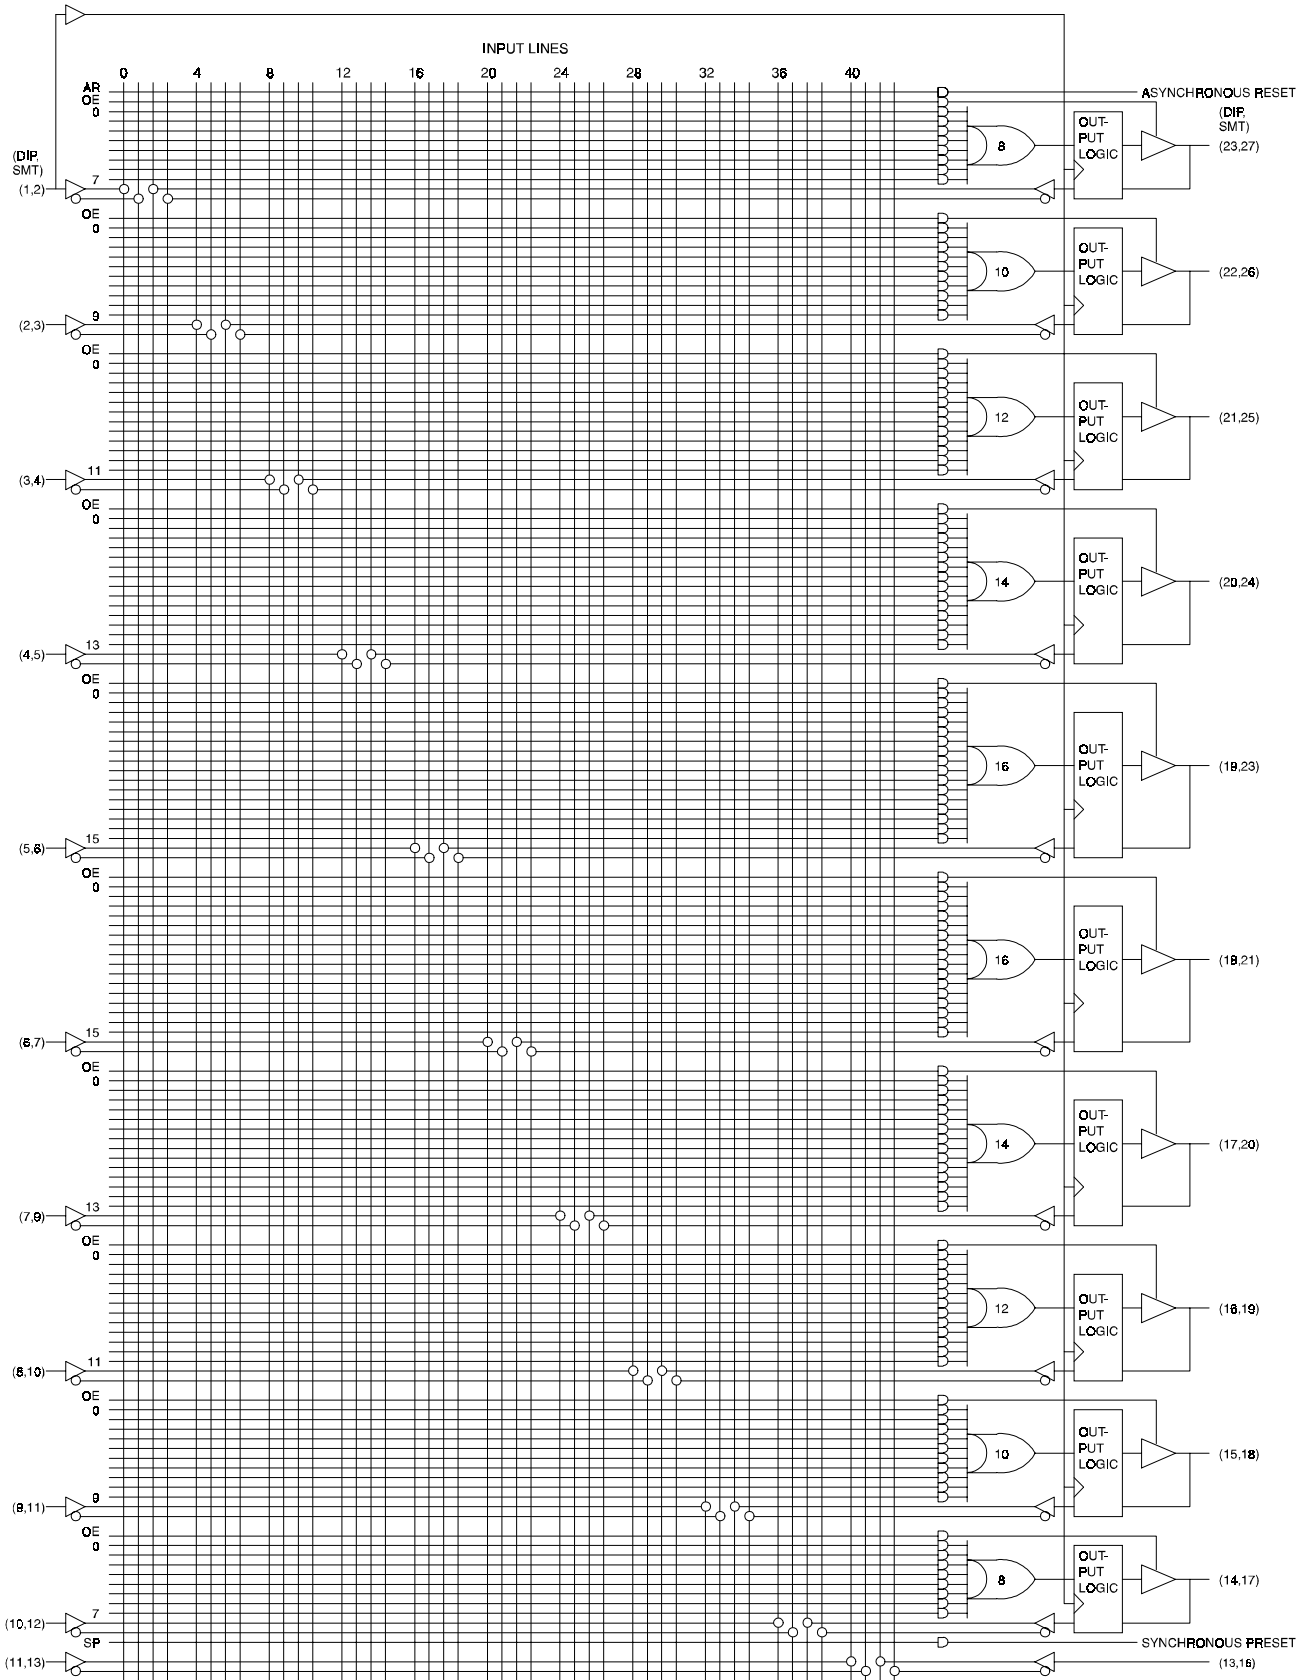 INPUT LINES
0 4 8 12 16 20 24 28 32 36 40
AR
ASYNCHRONOUS RESET
OE
0
(DIP,
SMT)
(DIP,
SMT)
8
OUT-
PUT
LOGIC
(23,27)
7
(1,2)
OE
0
10
OUT-
PUT
LOGIC
(22,26)
9
(2,3)
OE
0
12
OUT-
PUT
LOGIC
(21,25)
11
(3,4)
OE
0
14
OUT-
PUT
LOGIC
(20,24)
13
(4,5)
OE
0
16
OUT-
PUT
LOGIC
(19,23)
15
(5,6)
OE
0
16
OUT-
PUT
LOGIC
(18,21)
15
(6,7)
OE
0
14
OUT-
PUT
LOGIC
(17,20)
13
(7,9)
OE
0
12
OUT-
PUT
LOGIC
(16,19)
11
(8,10)
OE
0
10
OUT-
PUT
LOGIC
(15,18)
9
(9,11)
OE
0
8
OUT-
PUT
LOGIC
(14,17)
7
(10,12)
SP
SYNCHRONOUS PRESET
(11,13)
(13,16)